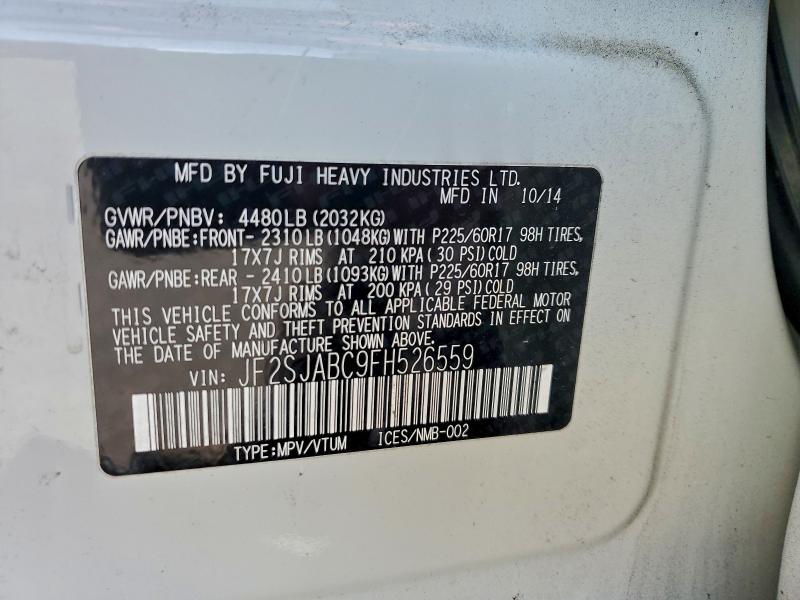 MFD BY FUJI HEAVY INDUSTRIES LTD.
MFD IN 10/14
GVWR/PNBV: 4480LB (2032KG)
GAWR/PNBE:FRONT- 2310LB (1048KG) WITH P225/60R17 98H TIRES,
17X7J RIMS AT 210 KPA (30 PSI) COLD
GAWR/PNBE:REAR - 2410LB (1093KG) WITH P225/60R17 98H TIRES,
17X7J RIMS AT 200 KPA (29 PSI) COLD
THIS VEHICLE CONFORMS TO ALL APPLICABLE FEDERAL MOTOR
VEHICLE SAFETY AND THEFT PREVENTION STANDARDS IN EFFECT ON
THE DATE OF MANUFACTURE SHOWN ABOVE.
VIN: JF2SJABC9FH526559
TYPE:MPV/VTUM ICES/NMB-002